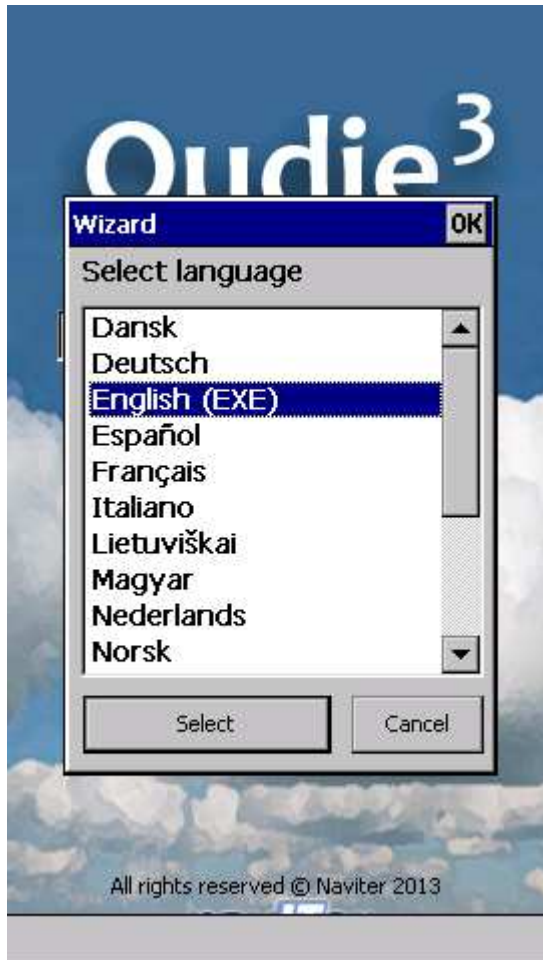 Oudie³
Wizard OK
Select language
Dansk
Deutsch
English (EXE)
Español
Français
Italiano
Lietuviškai
Magyar
Nederlands
Norsk
Select Cancel
All rights reserved © Naviter 2013